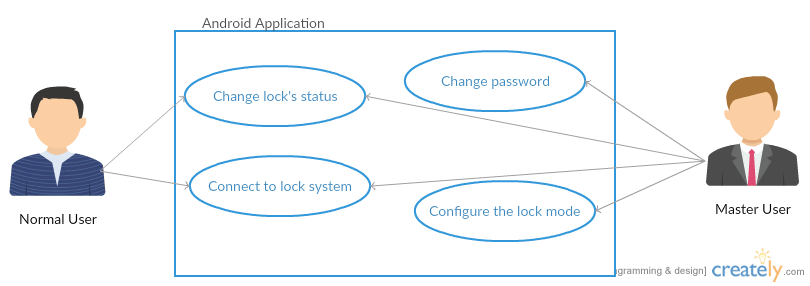 Android Application
Change lock's status
Change password
Connect to lock system
Configure the lock mode
Normal User
Master User
& design]
creately.com